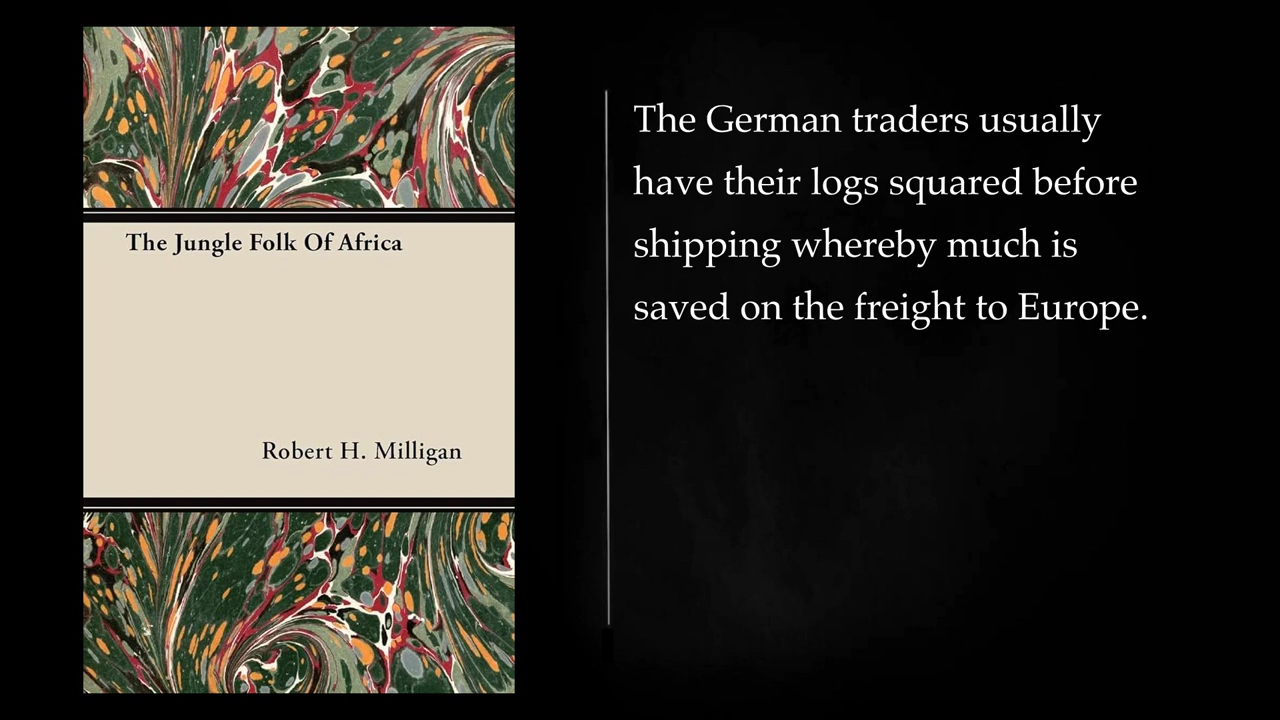 The Jungle Folk Of Africa
Robert H. Milligan
The German traders usually
have their logs squared before
shipping whereby much is
saved on the freight to Europe.